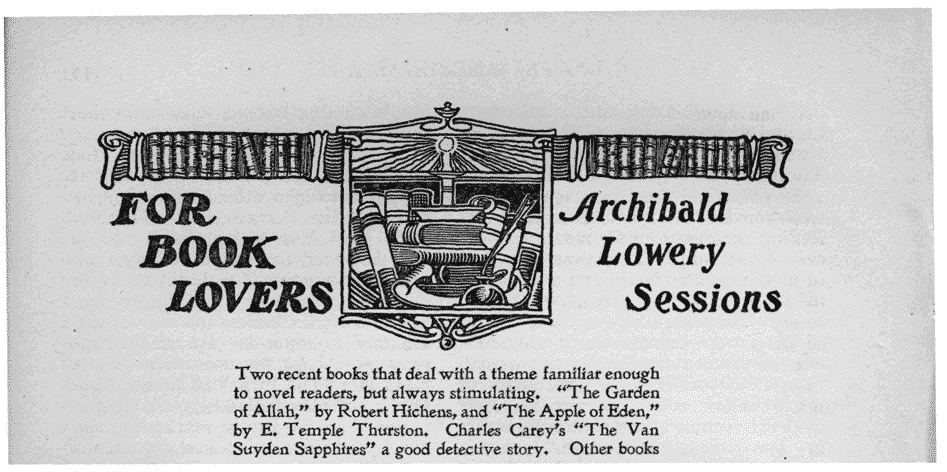 FOR
BOOK
LOVERS
Archibald
Lowery
Sessions
Two recent books that deal with a theme familiar enough
to novel readers, but always stimulating. “The Garden
of Allah,” by Robert Hichens, and “The Apple of Eden,”
by E. Temple Thurston. Charles Carey’s “The Van
Suyden Sapphires” a good detective story. Other books